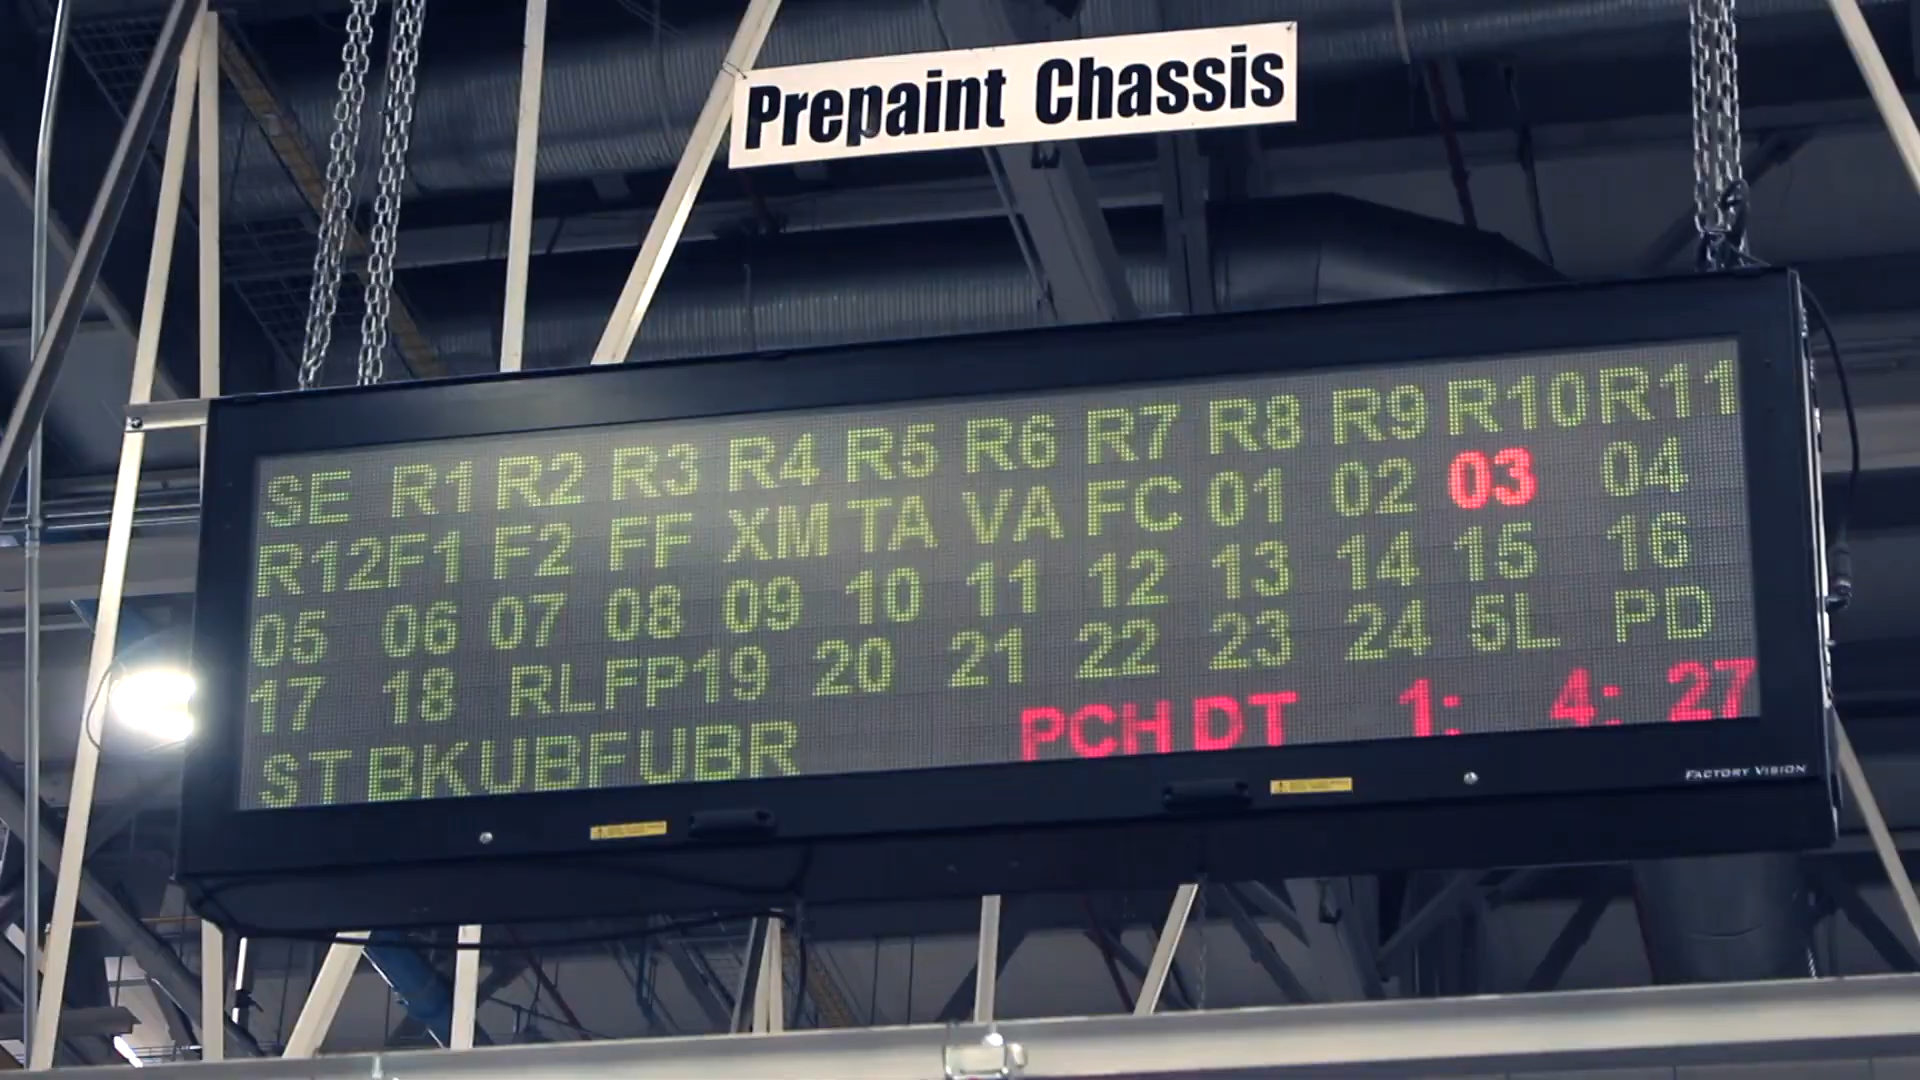 Prepaint Chassis
SE R1 R2 R3 R4 R5 R6 R7 R8 R9 R10 R11
R12 F1 F2 FF XM TA VA FC 01 02 03 04
05 06 07 08 09 10 11 12 13 14 15 16
17 18 RLFP19 20 21 22 23 24 5L PD
ST BKUBFUBR PCH DT 1: 4: 27
FACTORY VISION